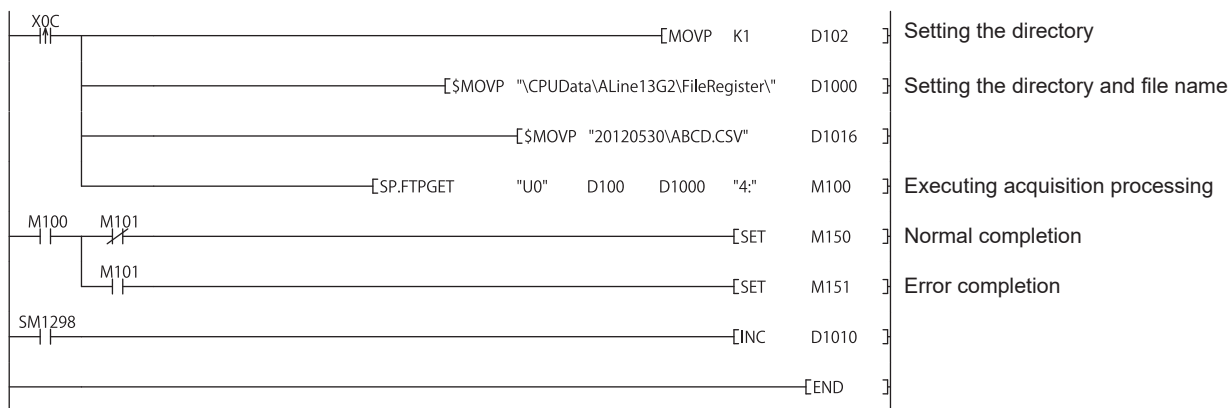 X0C
MOVP K1 D102 Setting the directory
$MOVP "\CPUData\ALine13G2\FileRegister\" D1000 Setting the directory and file name
$MOVP "20120530\ABCD.CSV" D1016
SP.FTPGET "U0" D100 D1000 "4:" M100 Executing acquisition processing
M100 M101
SET M150 Normal completion
M101
SET M151 Error completion
SM1298
INC D1010
END